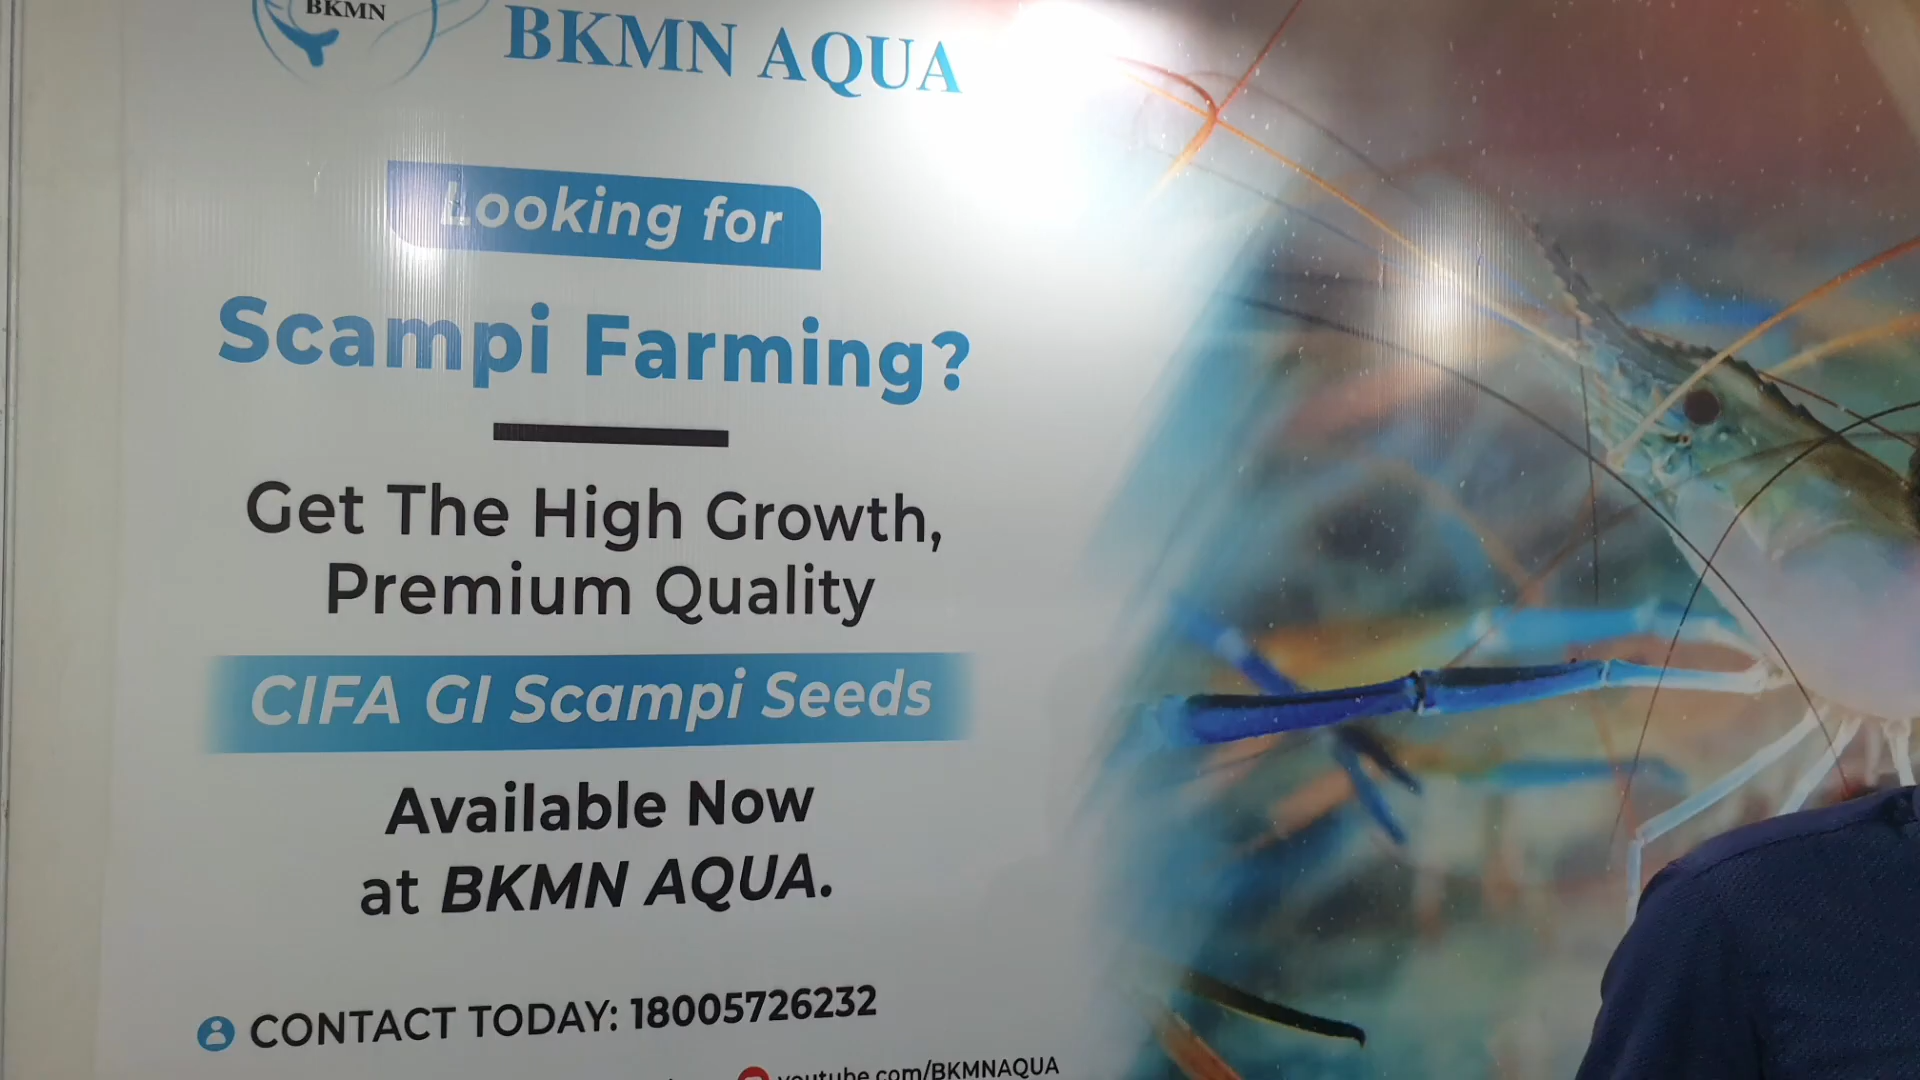 BKMN
BKMN AQUA
Looking for
Scampi Farming?
Get The High Growth,
Premium Quality
CIFA GI Scampi Seeds
Available Now
at BKMN AQUA.
CONTACT TODAY: 18005726232
youtube.com/BKMNAQUA